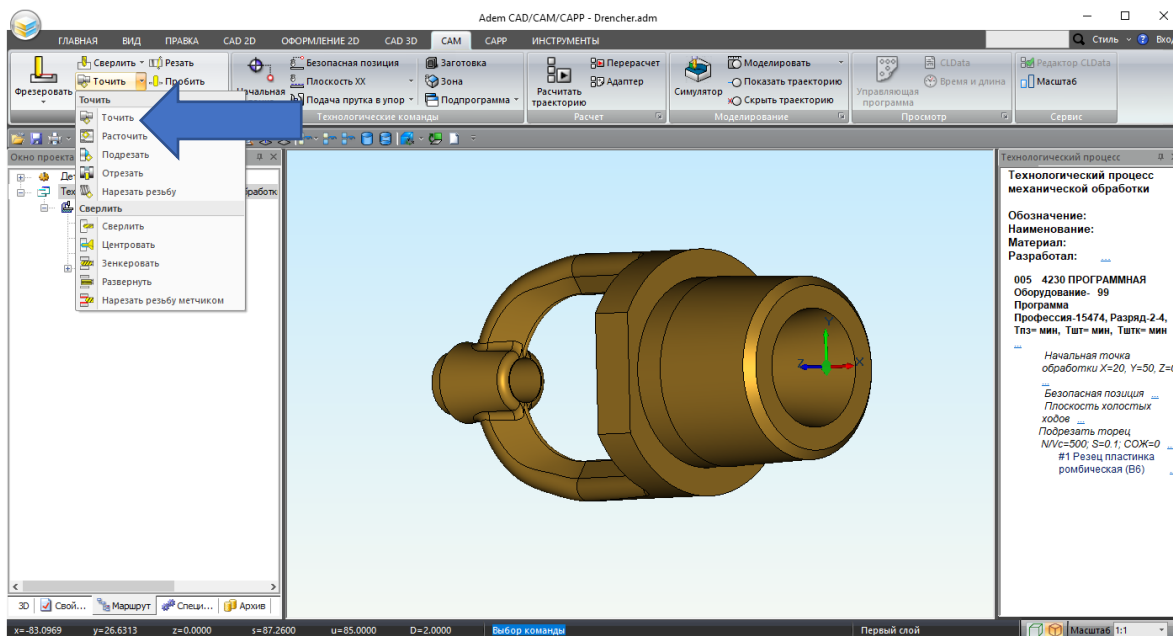 Adem CAD/CAM/CAPP - Drencher.adm
ГЛАВНАЯ ВИД ПРАВКА CAD 2D ОФОРМЛЕНИЕ 2D CAD 3D CAM CAPP ИНСТРУМЕНТЫ Стиль
Фрезеровать
Сверлить Резать
Точить Пробить
Безопасная позиция
Плоскость ХХ
Подача прутка в упор
Заготовка
Зона
Подпрограмма
Технологические команды
Рассчитать
траекторию
Перерасчет
Адаптер
Расчет
Симулятор
Моделировать
Показать траекторию
Скрыть траекторию
Моделирование
Управляющая
программа
CLData
Время и длина
Просмотр
Редактор CLData
Масштаб
Сервис
Точить
Точить
Расточить
Подрезать
Отрезать
Нарезать резьбу
Сверлить
Сверлить
Центровать
Зенкеровать
Развернуть
Нарезать резьбу метчиком
Окно проекта
3D Свой... Маршрут Специ... Архив
Z Y X
Технологический процесс
Технологический процесс
механической обработки
Обозначение:
Наименование:
Материал:
Разработал: ...
005 4230 ПРОГРАММНАЯ
Оборудование- 99
Программа
Профессия-15474, Разряд-2-4,
Тпз= мин, Тшт= мин, Тштк= мин
...
Начальная точка
обработки X=20, Y=50,
...
Безопасная позиция ...
Плоскость холостых
ходов ...
Подрезать торец
N/Vc=500; S=0.1; СОЖ=0 ...
#1 Резец пластинка
ромбическая (B6) ...
x=-83.0969 y=26.6313 z=0.0000 s=87.2600 u=85.0000 D=2.0000 Выбор команды Первый слой Масштаб 1:1